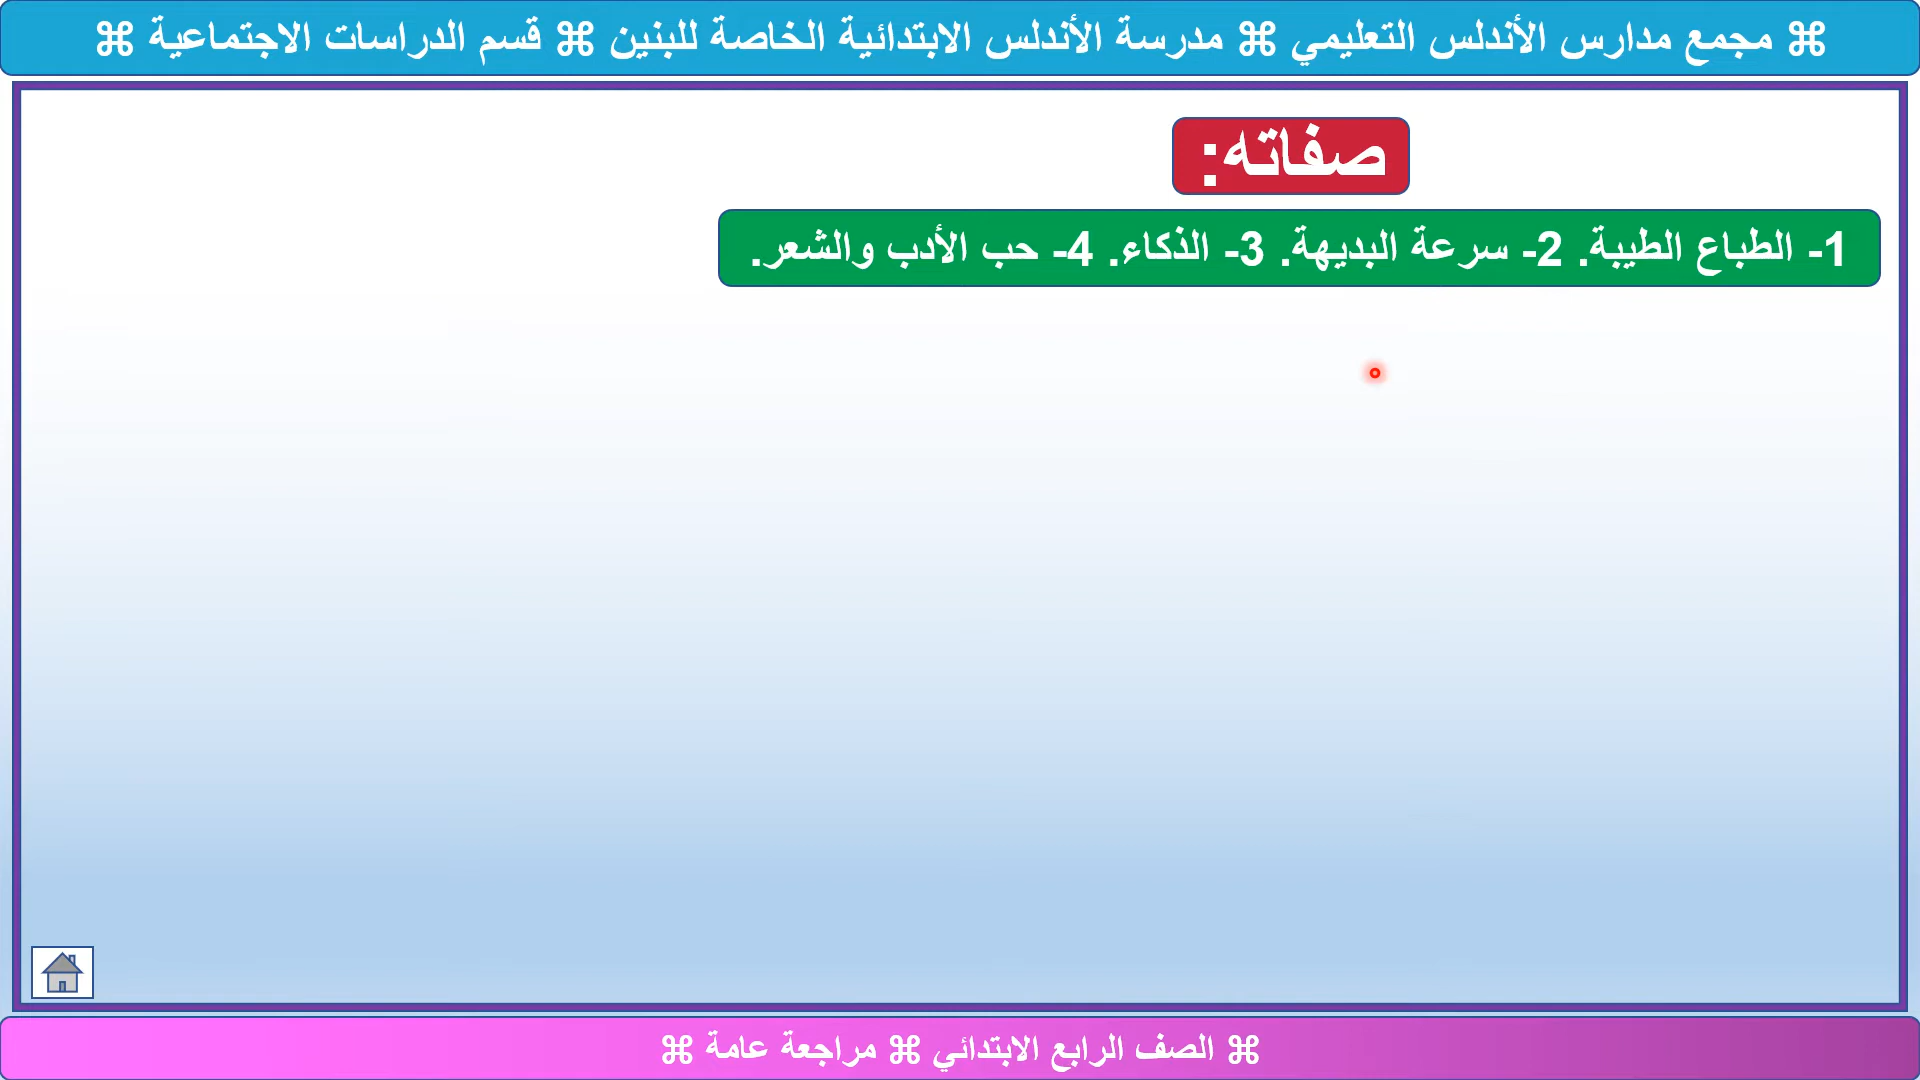 ⌘ مجمع مدارس الأندلس التعليمي ⌘ مدرسة الأندلس الابتدائية الخاصة للبنين ⌘ قسم الدراسات الاجتماعية ⌘
صفاته:
1- الطباع الطيبة. 2- سرعة البديهة. 3- الذكاء. 4- حب الأدب والشعر.
⌘ الصف الرابع الابتدائي ⌘ مراجعة عامة ⌘